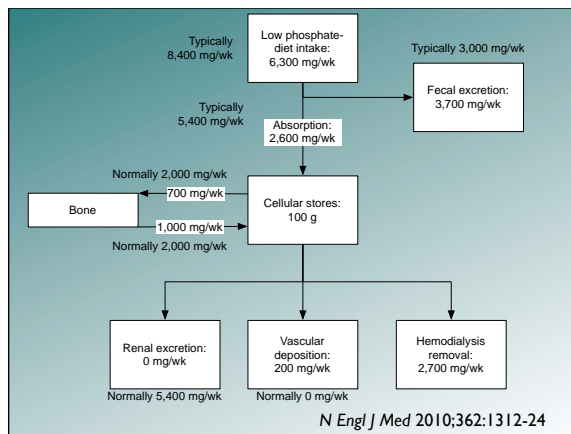 Typically
8,400 mg/wk
Low phosphate-
diet intake:
6,300 mg/wk
Typically 3,000 mg/wk
Fecal excretion:
3,700 mg/wk
Typically
5,400 mg/wk
Absorption:
2,600 mg/wk
Normally 2,000 mg/wk
700 mg/wk
Bone
1,000 mg/wk
Normally 2,000 mg/wk
Cellular stores:
100 g
Renal excretion:
0 mg/wk
Normally 5,400 mg/wk
Vascular
deposition:
200 mg/wk
Normally 0 mg/wk
Hemodialysis
removal:
2,700 mg/wk
N Engl J Med 2010;362:1312-24